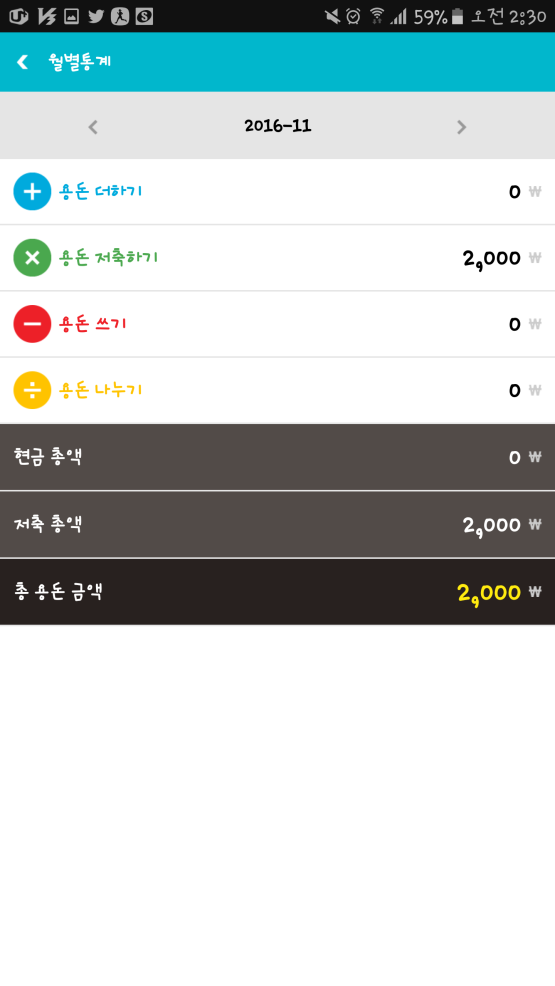 59% 오전 2:30
월별통계
2016-11
용돈 더하기 0 ₩
용돈 저축하기 2,000 ₩
용돈 쓰기 0 ₩
용돈 나누기 0 ₩
현금 총액 0 ₩
저축 총액 2,000 ₩
총 용돈 금액 2,000 ₩